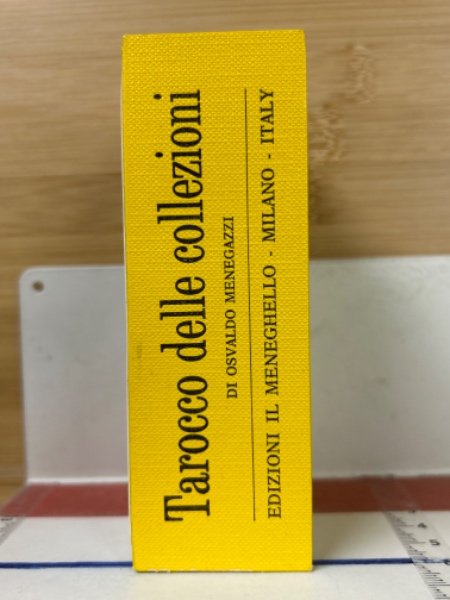 Tarocco delle collezioni
DI OSVALDO MENEGAZZI
EDIZIONI IL MENEGHELLO - MILANO - ITALY